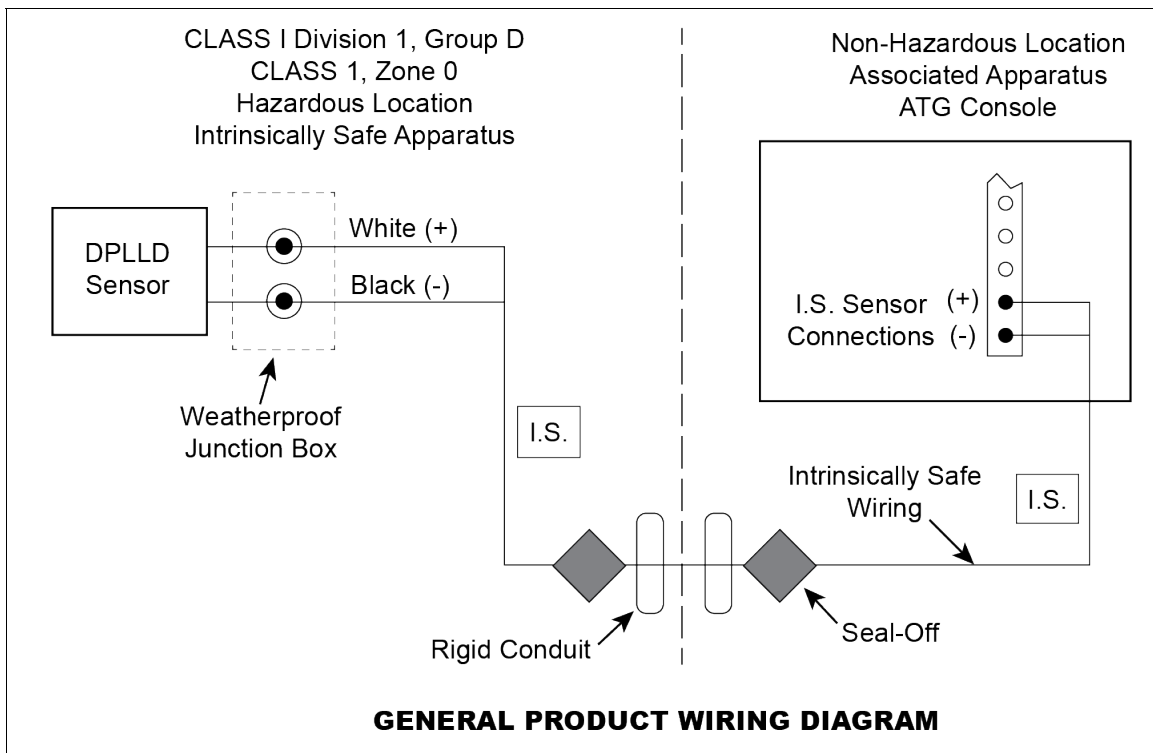 CLASS I Division 1, Group D
CLASS 1, Zone 0
Hazardous Location
Intrinsically Safe Apparatus
Non-Hazardous Location
Associated Apparatus
ATG Console
DPLLD
Sensor
White (+)
Black (-)
I.S. Sensor (+)
Connections (-)
Weatherproof
Junction Box
I.S.
Intrinsically Safe
Wiring
I.S.
Rigid Conduit
Seal-Off
GENERAL PRODUCT WIRING DIAGRAM